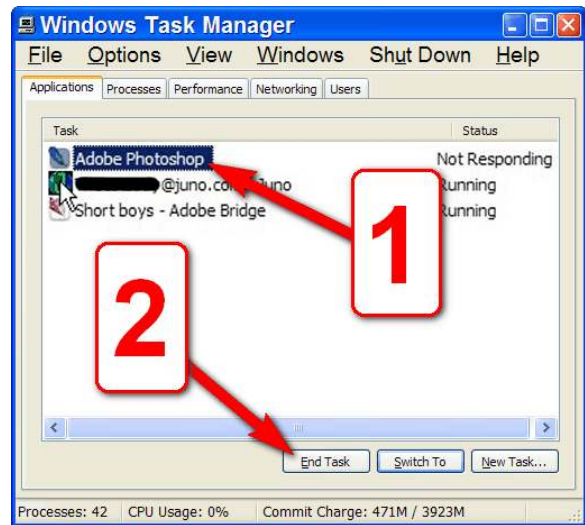 Windows Task Manager
File Options View Windows Shut Down Help
Applications Processes Performance Networking Users
Task Status
Adobe Photoshop Not Responding
@juno.com Juno Running
Short boys - Adobe Bridge Running
1
2
End Task Switch To New Task...
Processes: 42 CPU Usage: 0% Commit Charge: 471M / 3923M